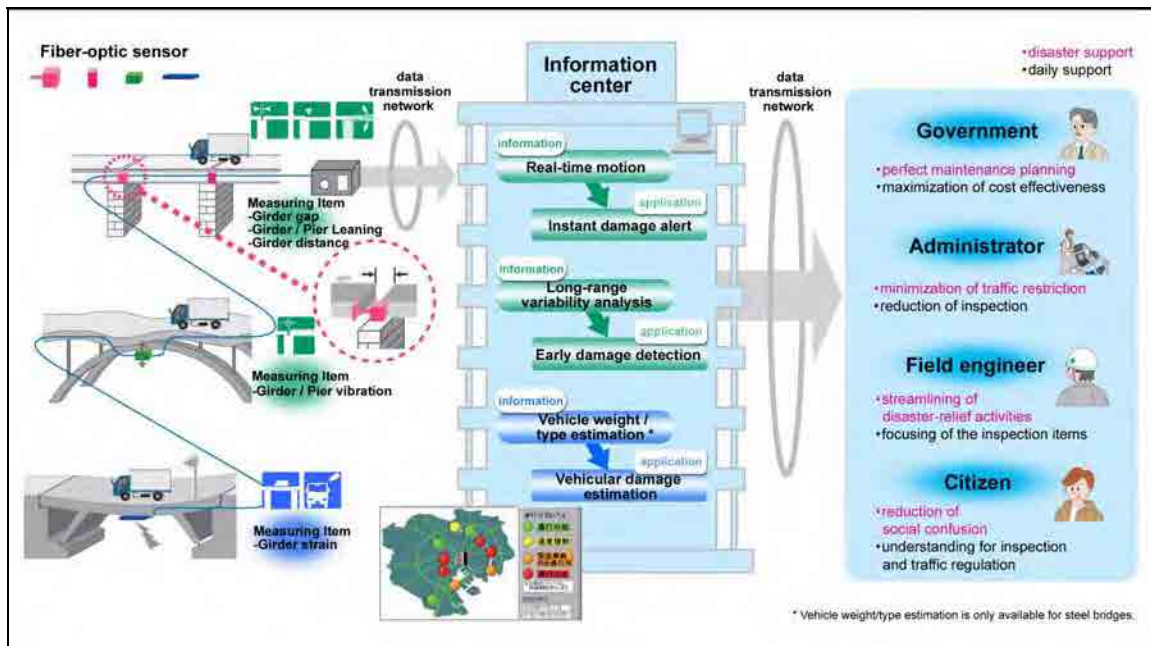 Fiber-optic sensor
data
transmission
network
Measuring Item
-Girder gap
-Girder / Pier Leaning
-Girder distance
Measuring Item
-Girder / Pier vibration
Measuring Item
-Girder strain
Information
center
information
Real-time motion
application
Instant damage alert
information
Long-range
variability analysis
application
Early damage detection
information
Vehicle weight /
type estimation *
application
Vehicular damage
estimation
data
transmission
network
•disaster support
•daily support
Government
•perfect maintenance planning
•maximization of cost effectiveness
Administrator
•minimization of traffic restriction
•reduction of inspection
Field engineer
•streamlining of
disaster-relief activities
•focusing of the inspection items
Citizen
•reduction of
social confusion
•understanding for inspection
and traffic regulation
* Vehicle weight/type estimation is only available for steel bridges.